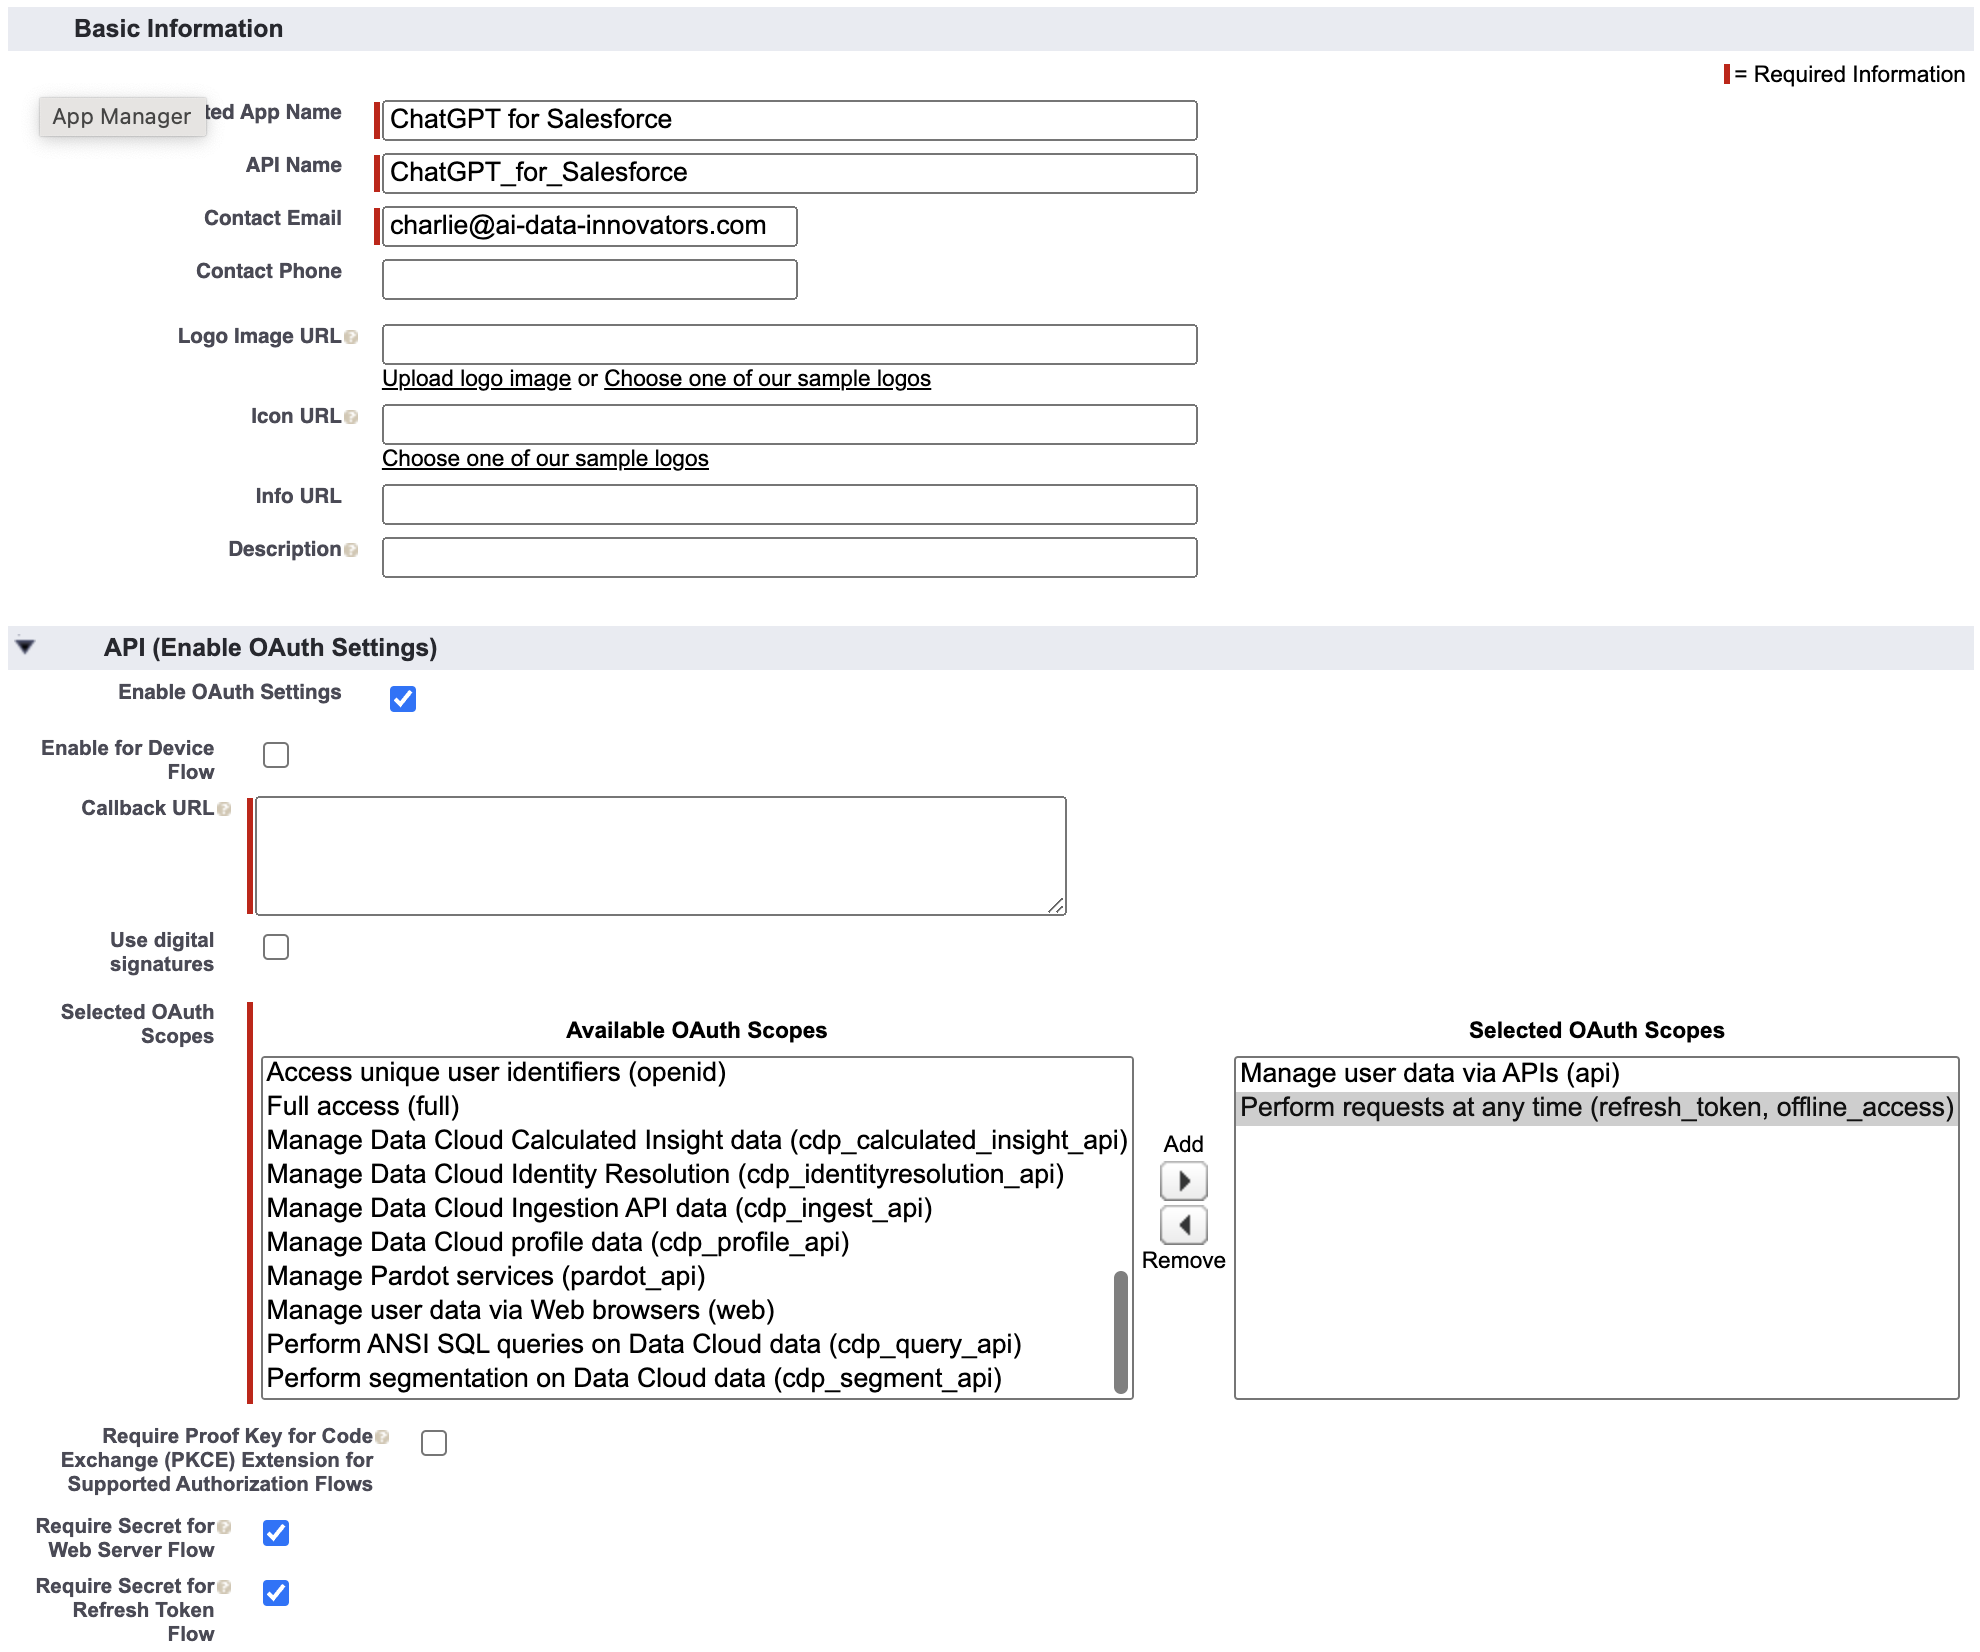 Basic Information
= Required Information
App Manager
ted App Name
ChatGPT for Salesforce
API Name
ChatGPT_for_Salesforce
Contact Email
charlie@ai-data-innovators.com
Contact Phone
Logo Image URL
Upload logo image or Choose one of our sample logos
Icon URL
Choose one of our sample logos
Info URL
Description
API (Enable OAuth Settings)
Enable OAuth Settings
Enable for Device
Flow
Callback URL
Use digital
signatures
Selected OAuth
Scopes
Available OAuth Scopes
Access unique user identifiers (openid)
Full access (full)
Manage Data Cloud Calculated Insight data (cdp_calculated_insight_api)
Manage Data Cloud Identity Resolution (cdp_identityresolution_api)
Manage Data Cloud Ingestion API data (cdp_ingest_api)
Manage Data Cloud profile data (cdp_profile_api)
Manage Pardot services (pardot_api)
Manage user data via Web browsers (web)
Perform ANSI SQL queries on Data Cloud data (cdp_query_api)
Perform segmentation on Data Cloud data (cdp_segment_api)
Add
Remove
Selected OAuth Scopes
Manage user data via APIs (api)
Perform requests at any time (refresh_token, offline_access)
Require Proof Key for Code
Exchange (PKCE) Extension for
Supported Authorization Flows
Require Secret for
Web Server Flow
Require Secret for
Refresh Token
Flow